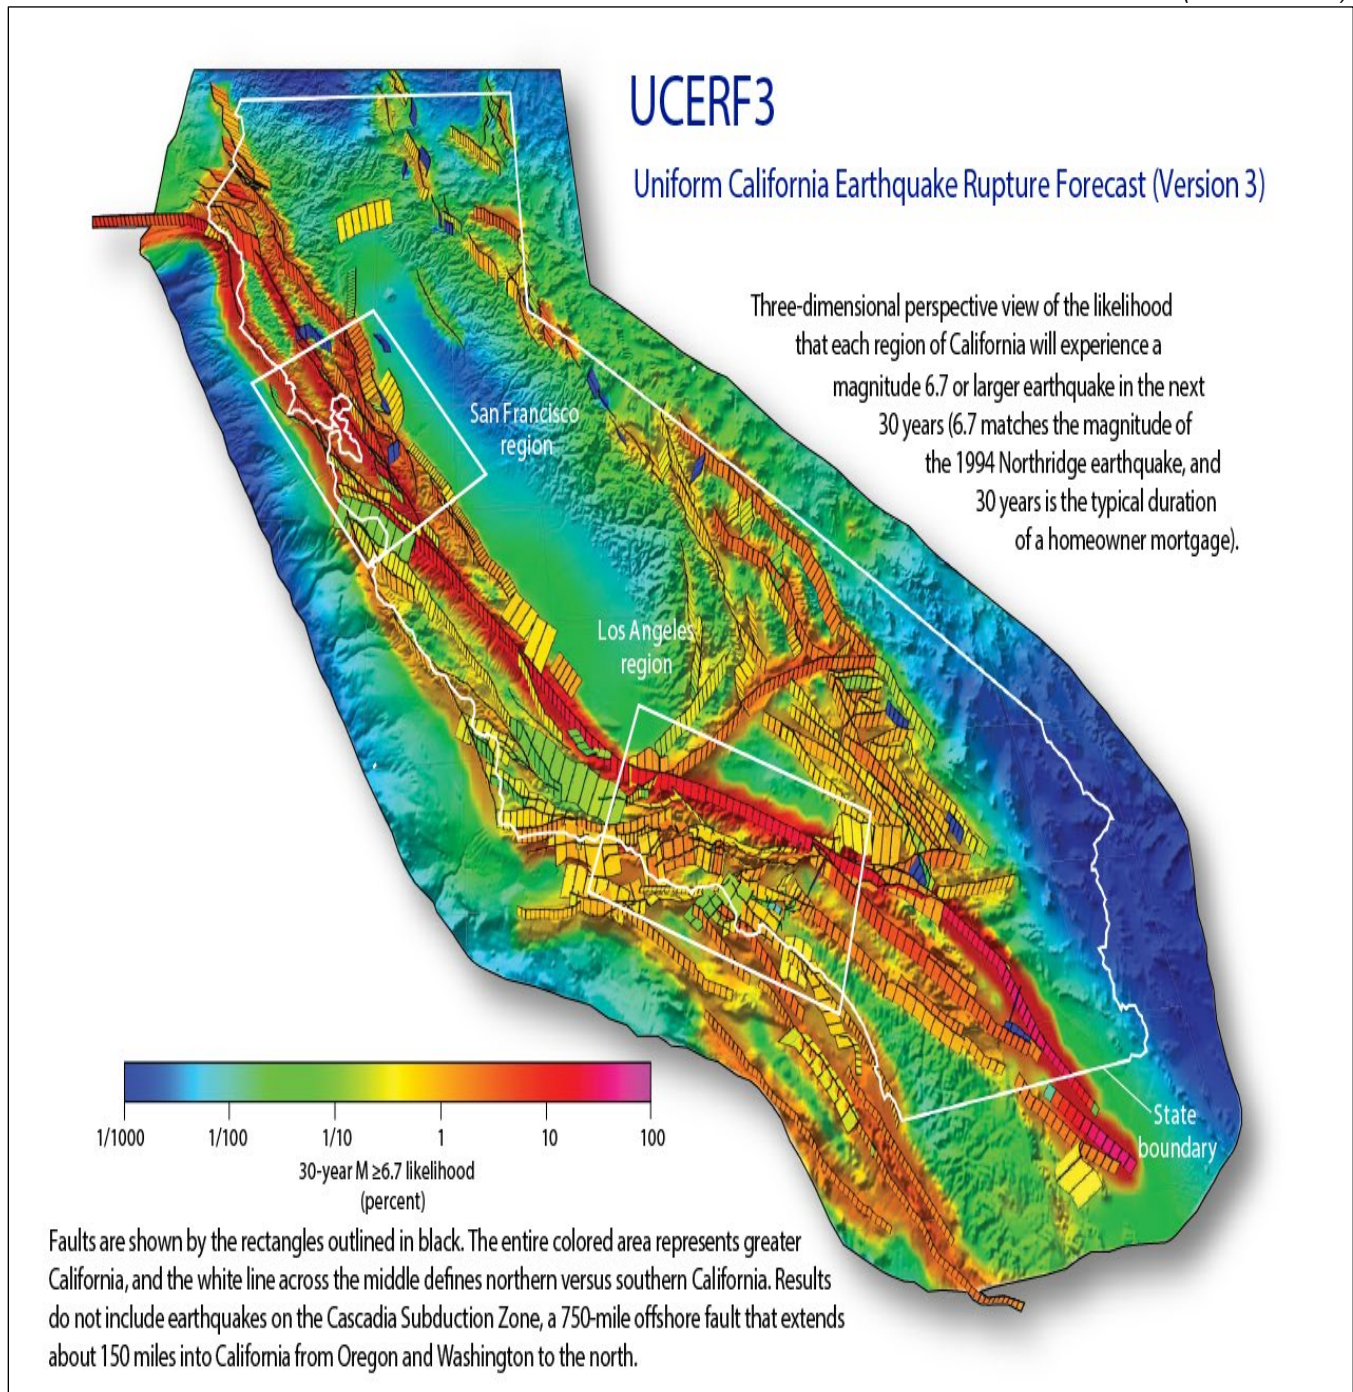 UCERF3
Uniform California Earthquake Rupture Forecast (Version 3)
Three-dimensional perspective view of the likelihood
that each region of California will experience a
magnitude 6.7 or larger earthquake in the next
30 years (6.7 matches the magnitude of
the 1994 Northridge earthquake, and
30 years is the typical duration
of a homeowner mortgage).
San Francisco
region
Los Angeles
region
State
boundary
1/1000 1/100 1/10 1 10 100
30-year M ≥6.7 likelihood
(percent)
Faults are shown by the rectangles outlined in black. The entire colored area represents greater
California, and the white line across the middle defines northern versus southern California. Results
do not include earthquakes on the Cascadia Subduction Zone, a 750-mile offshore fault that extends
about 150 miles into California from Oregon and Washington to the north.